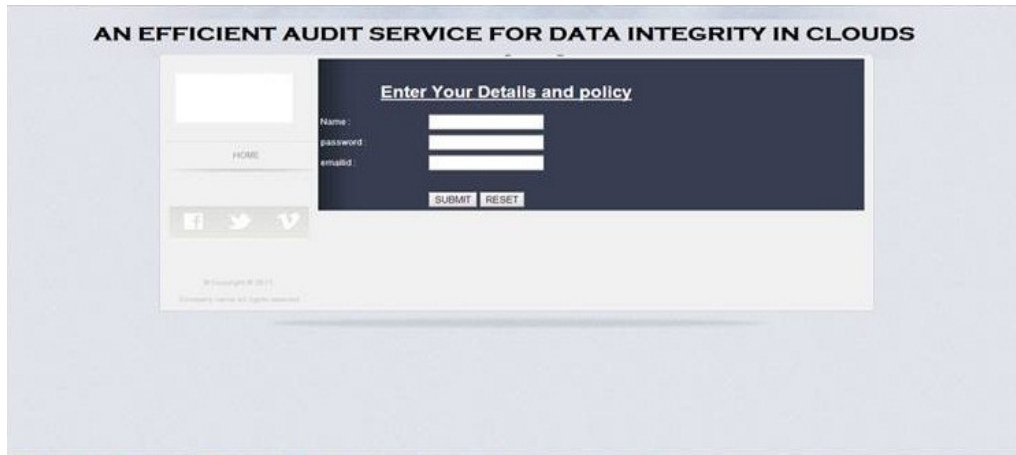 AN EFFICIENT AUDIT SERVICE FOR DATA INTEGRITY IN CLOUDS
Enter Your Details and policy
Name :
password :
emailid :
SUBMIT RESET
HOME